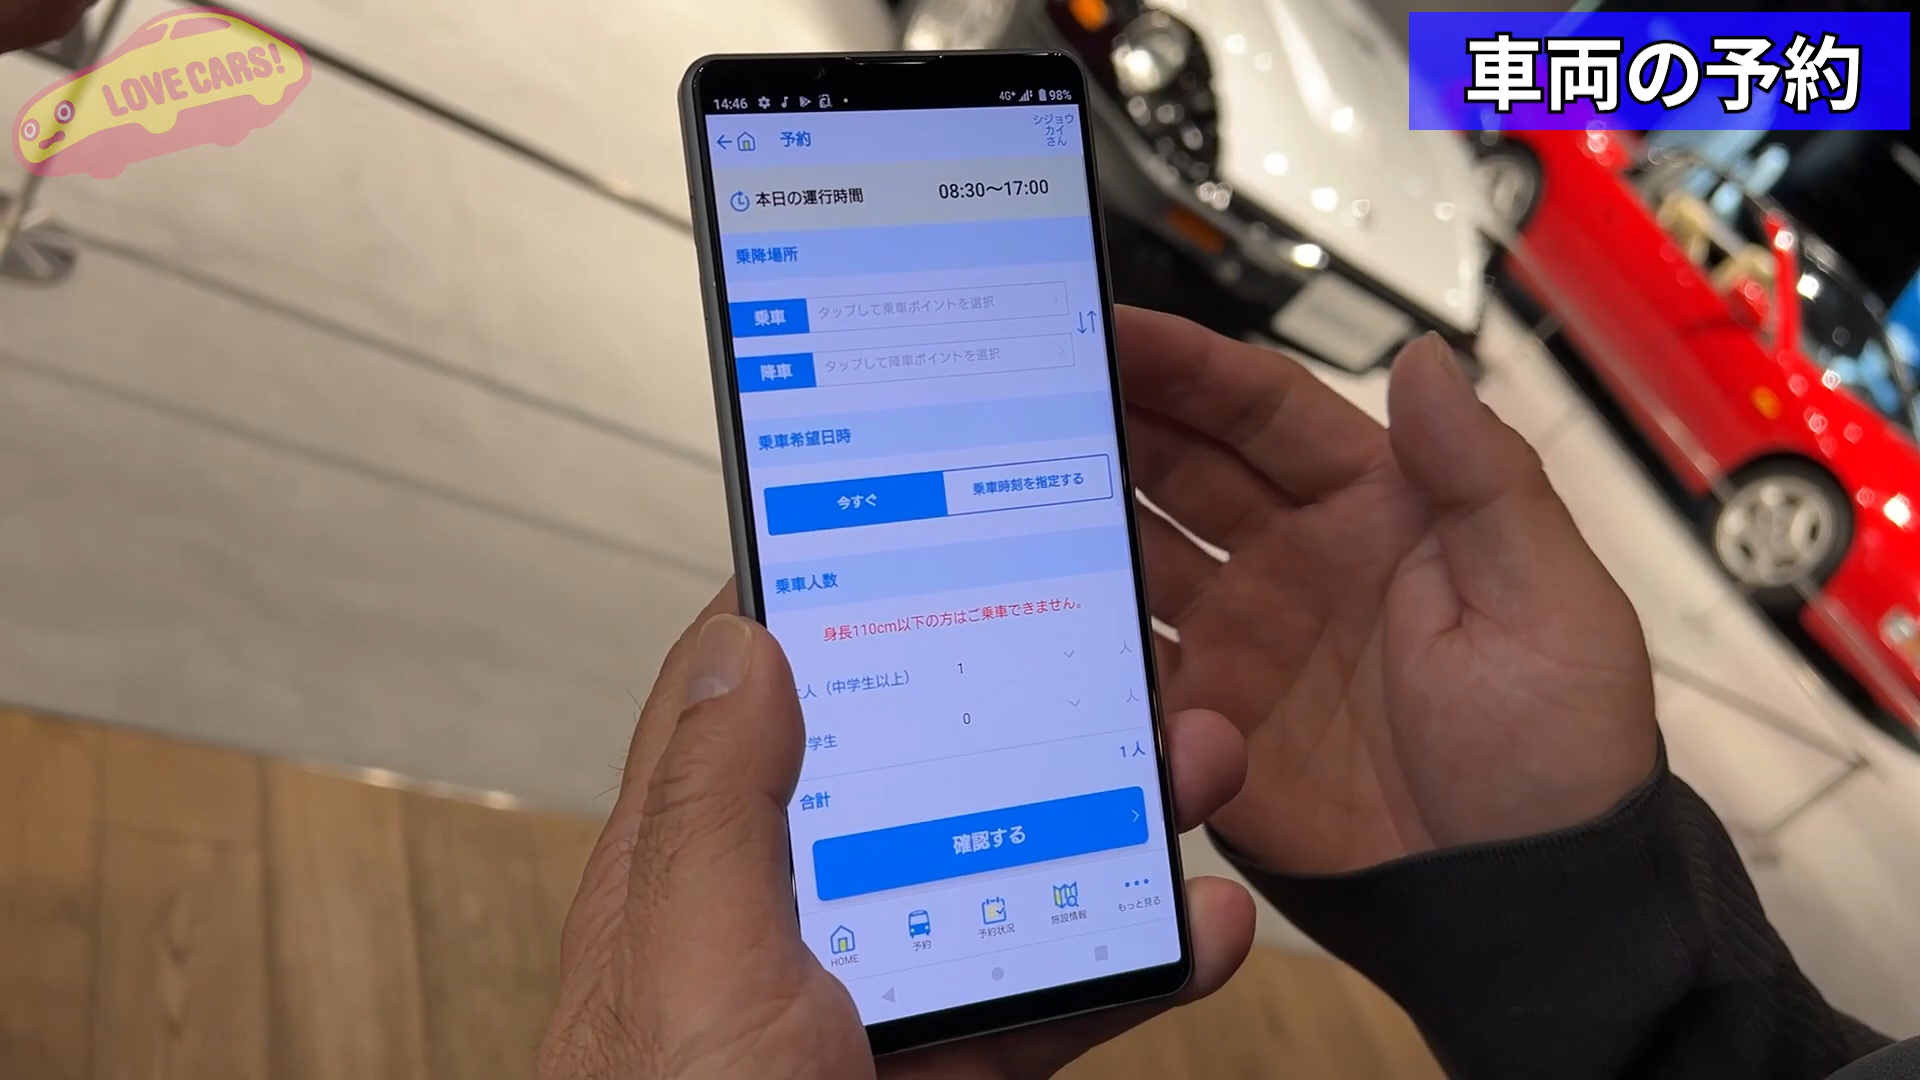 LOVE CARS!
車両の予約
14:46
4G+
98%
予約
シジョウ
カイ
さん
本日の運行時間
08:30〜17:00
乗降場所
乗車
タップして乗車ポイントを選択
降車
タップして降車ポイントを選択
乗車希望日時
今すぐ
乗車時刻を指定する
乗車人数
身長110cm以下の方はご乗車できません。
人（中学生以上）
1
人
学生
0
人
合計
1人
確認する
HOME
予約
予約状況
施設情報
もっと見る